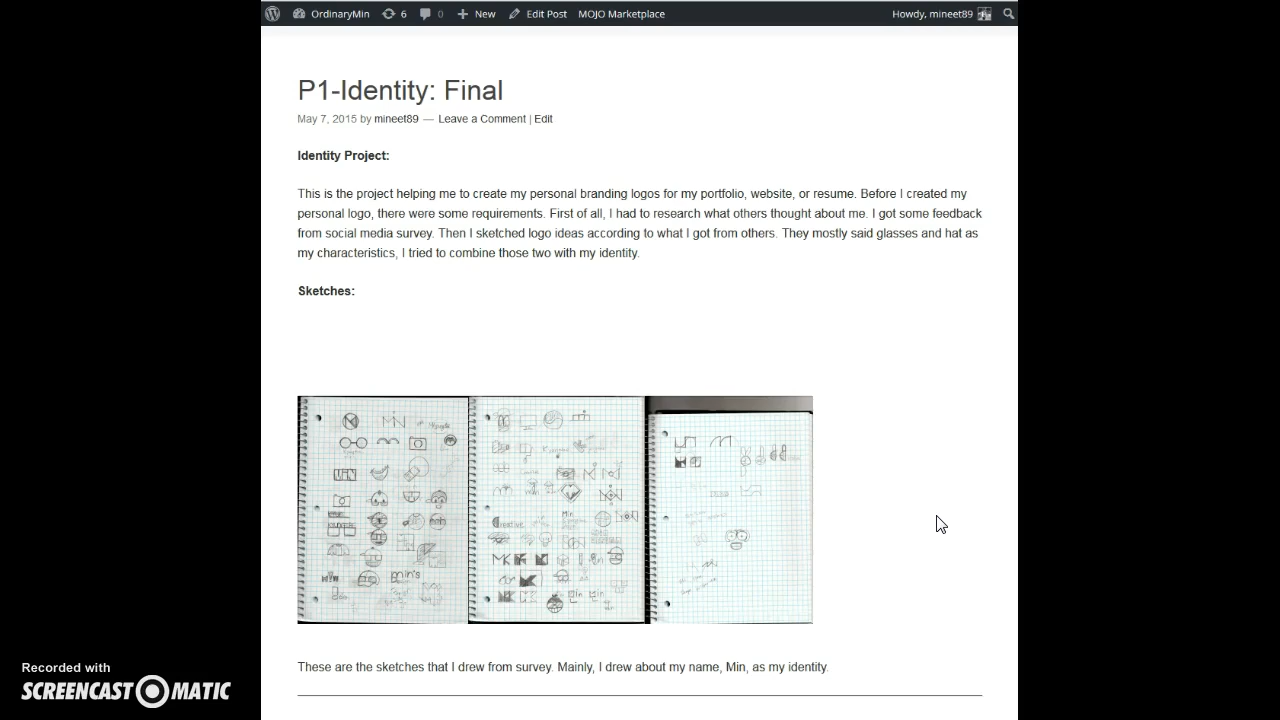 OrdinaryMin 6 0 New Edit Post MOJO Marketplace Howdy, mineet89
P1-Identity: Final
May 7, 2015 by mineet89 — Leave a Comment | Edit
Identity Project:
This is the project helping me to create my personal branding logos for my portfolio, website, or resume. Before I created my
personal logo, there were some requirements. First of all, I had to research what others thought about me. I got some feedback
from social media survey. Then I sketched logo ideas according to what I got from others. They mostly said glasses and hat as
my characteristics, I tried to combine those two with my identity.
Sketches:
MIN
min's
Creative
Min
These are the sketches that I drew from survey. Mainly, I drew about my name, Min, as my identity.
Recorded with
SCREENCAST MATIC